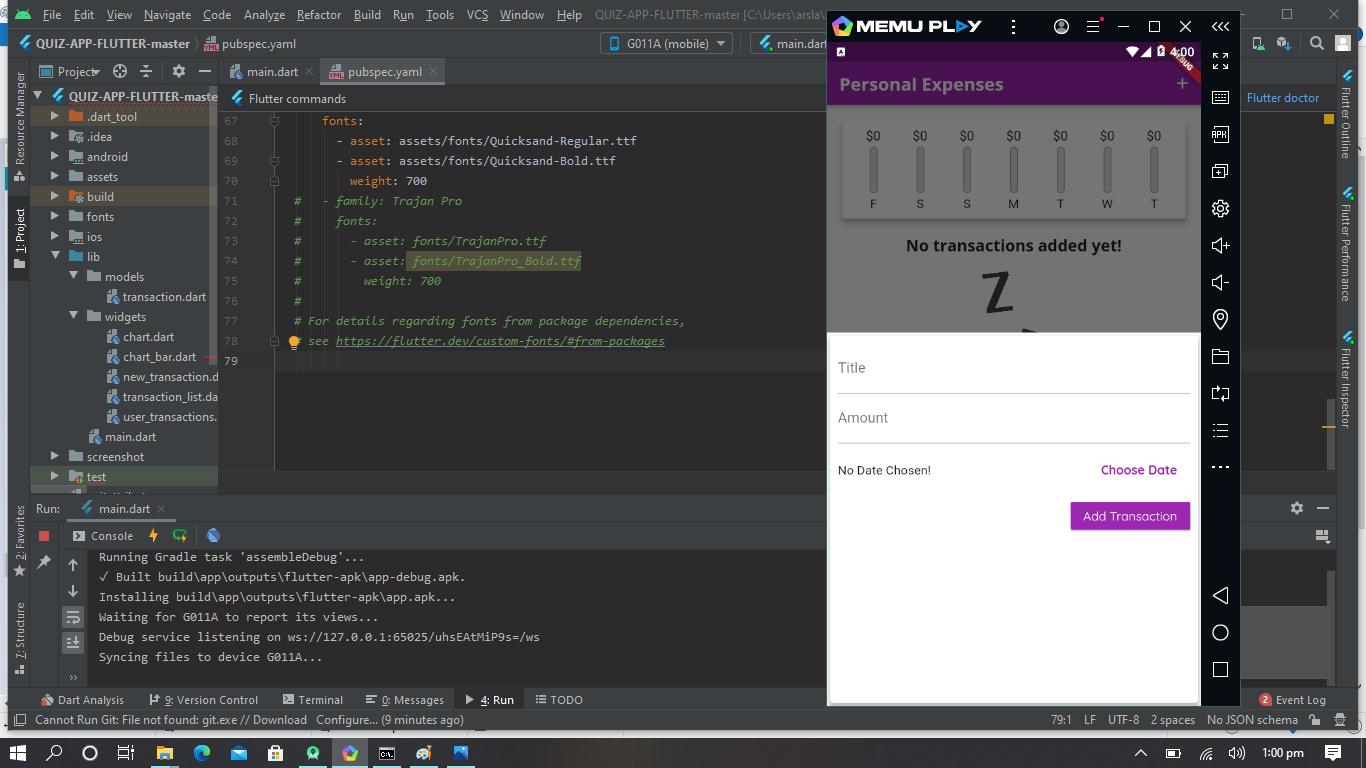 File Edit View Navigate Code Analyze Refactor Build Run Tools VCS Window Help QUIZ-APP-FLUTTER-master [C:\Users\arsla\
QUIZ-APP-FLUTTER-master pubspec.yaml G011A (mobile) main.dart
Project main.dart pubspec.yaml
QUIZ-APP-FLUTTER-maste
Flutter commands Flutter doctor
.dart_tool
.idea
android
assets
build
fonts
ios
lib
models
transaction.dart
widgets
chart.dart
chart_bar.dart
new_transaction.d
transaction_list.da
user_transactions.
main.dart
screenshot
test
67 fonts:
68 - asset: assets/fonts/Quicksand-Regular.ttf
69 - asset: assets/fonts/Quicksand-Bold.ttf
70 weight: 700
71 # - family: Trajan Pro
72 # fonts:
73 # - asset: fonts/TrajanPro.ttf
74 # - asset: fonts/TrajanPro_Bold.ttf
75 # weight: 700
76 #
77 # For details regarding fonts from package dependencies,
78 # see https://flutter.dev/custom-fonts/#from-packages
79
Resource Manager
1: Project
2: Favorites
7: Structure
Flutter Outline
Flutter Performance
Flutter Inspector
Run: main.dart
Console
Running Gradle task 'assembleDebug'...
√ Built build\app\outputs\flutter-apk\app-debug.apk.
Installing build\app\outputs\flutter-apk\app.apk...
Waiting for G011A to report its views...
Debug service listening on ws://127.0.0.1:65025/uhsEAtMiP9s=/ws
Syncing files to device G011A...
Dart Analysis 9: Version Control Terminal 0: Messages 4: Run TODO 2 Event Log
Cannot Run Git: File not found: git.exe // Download Configure... (9 minutes ago) 79:1 LF UTF-8 2 spaces No JSON schema
1:00 pm
MEMU PLAY
APK
A 4:00
DEBUG
Personal Expenses +
$0 $0 $0 $0 $0 $0 $0
F S S M T W T
No transactions added yet!
Z
Title
Amount
No Date Chosen! Choose Date
Add Transaction